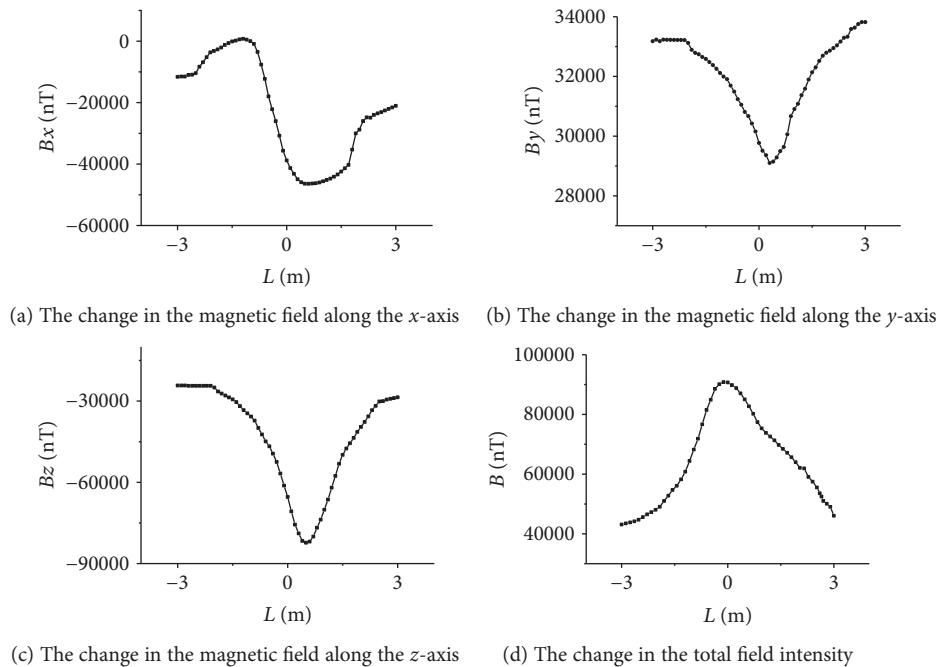 0
−20000
−40000
−60000
Bx (nT)
−3 0 3
L (m)
(a) The change in the magnetic field along the x-axis
34000
32000
30000
28000
By (nT)
−3 0 3
L (m)
(b) The change in the magnetic field along the y-axis
−30000
−60000
−90000
Bz (nT)
−3 0 3
L (m)
(c) The change in the magnetic field along the z-axis
100000
80000
60000
40000
B (nT)
−3 0 3
L (m)
(d) The change in the total field intensity